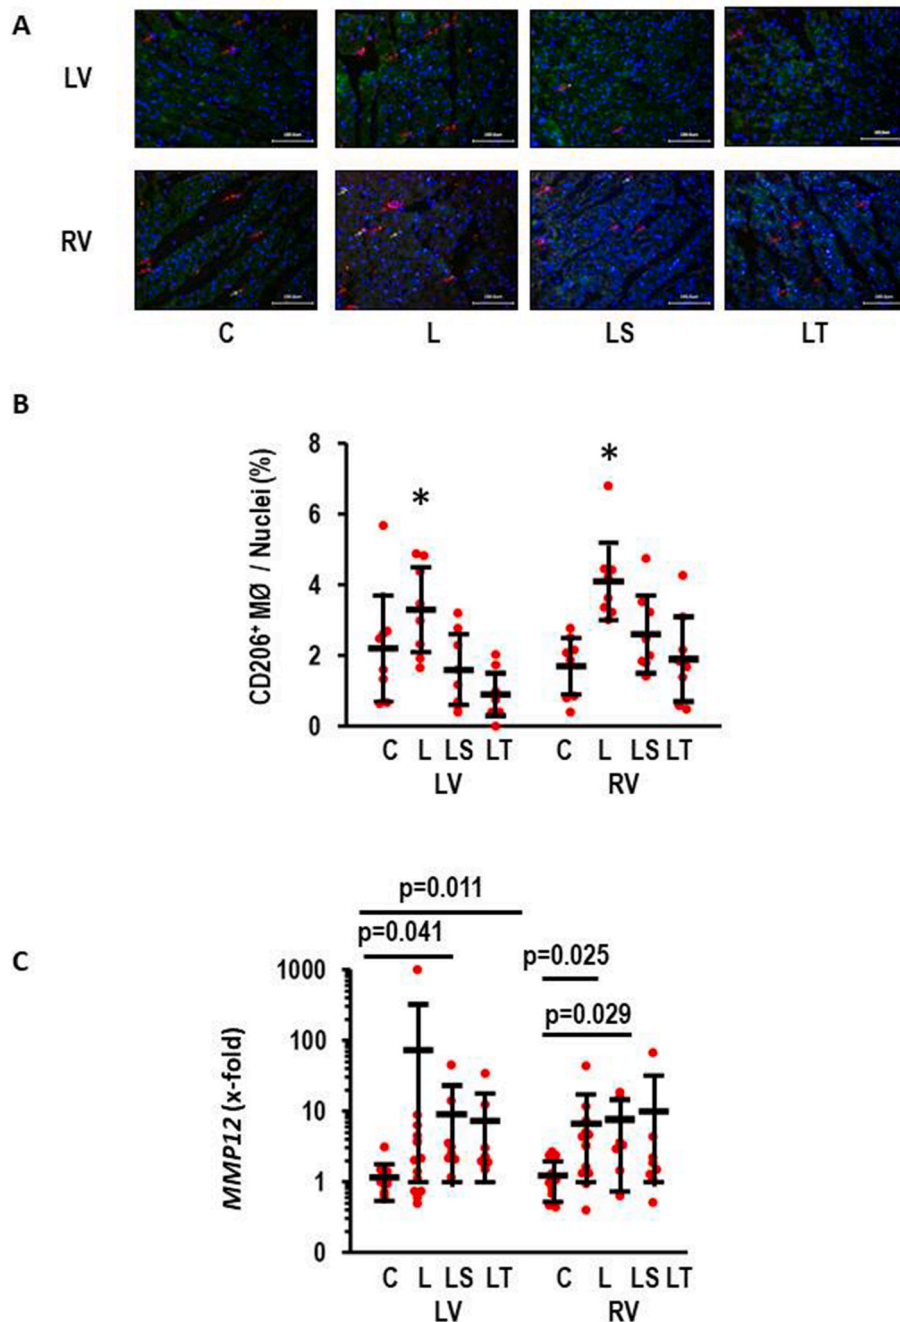 A
LV
RV
C L LS LT
B
CD206⁺ MØ / Nuclei (%)
8
6
4
2
0
*
*
C L LS LT C L LS LT
LV RV
C
p=0.011
p=0.041
p=0.025
p=0.029
MMP12 (x-fold)
1000
100
10
1
0
C L LS LT C L LS LT
LV RV